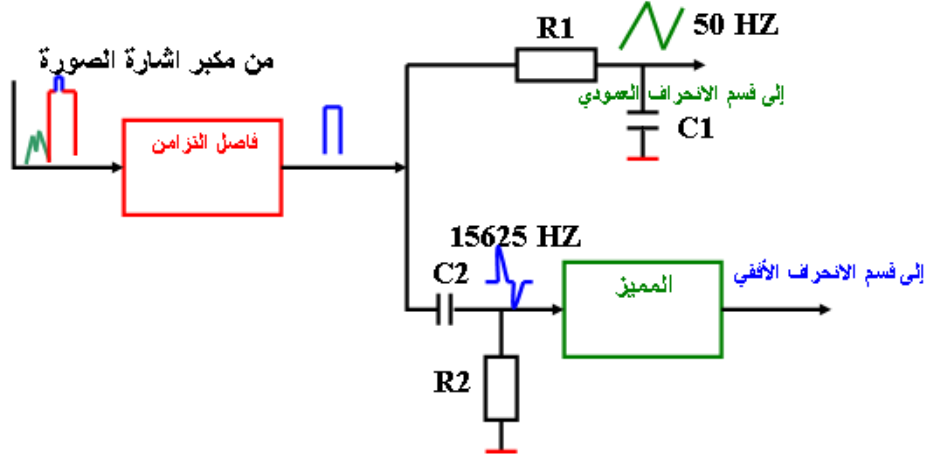 R1
50 HZ
من مكبر اشارة الصورة
إلى قسم الانحراف العمودي
C1
فاصل التزامن
15625 HZ
C2
المميز
إلى قسم الانحراف الأفقي
R2